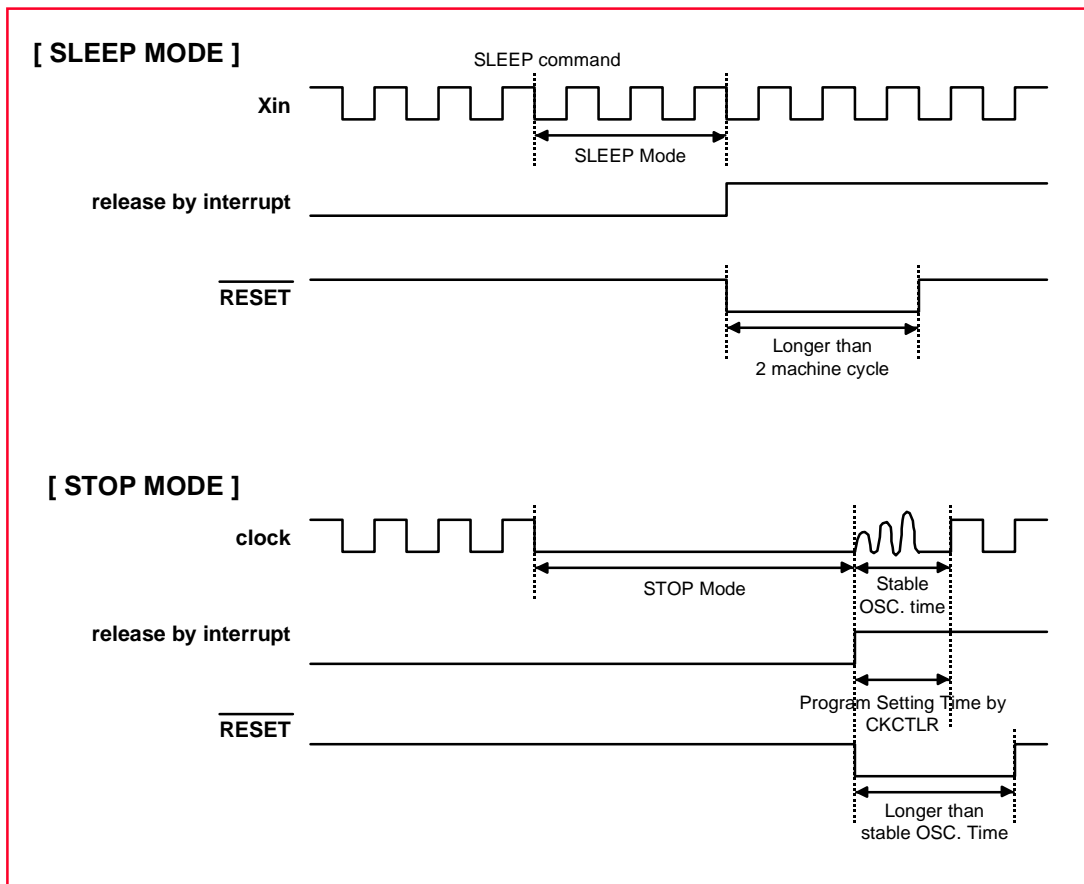 [ SLEEP MODE ]
SLEEP command
Xin
SLEEP Mode
release by interrupt
RESET
Longer than
2 machine cycle
[ STOP MODE ]
clock
STOP Mode
Stable
OSC. time
release by interrupt
Program Setting Time by
CKCTLR
RESET
Longer than
stable OSC. Time